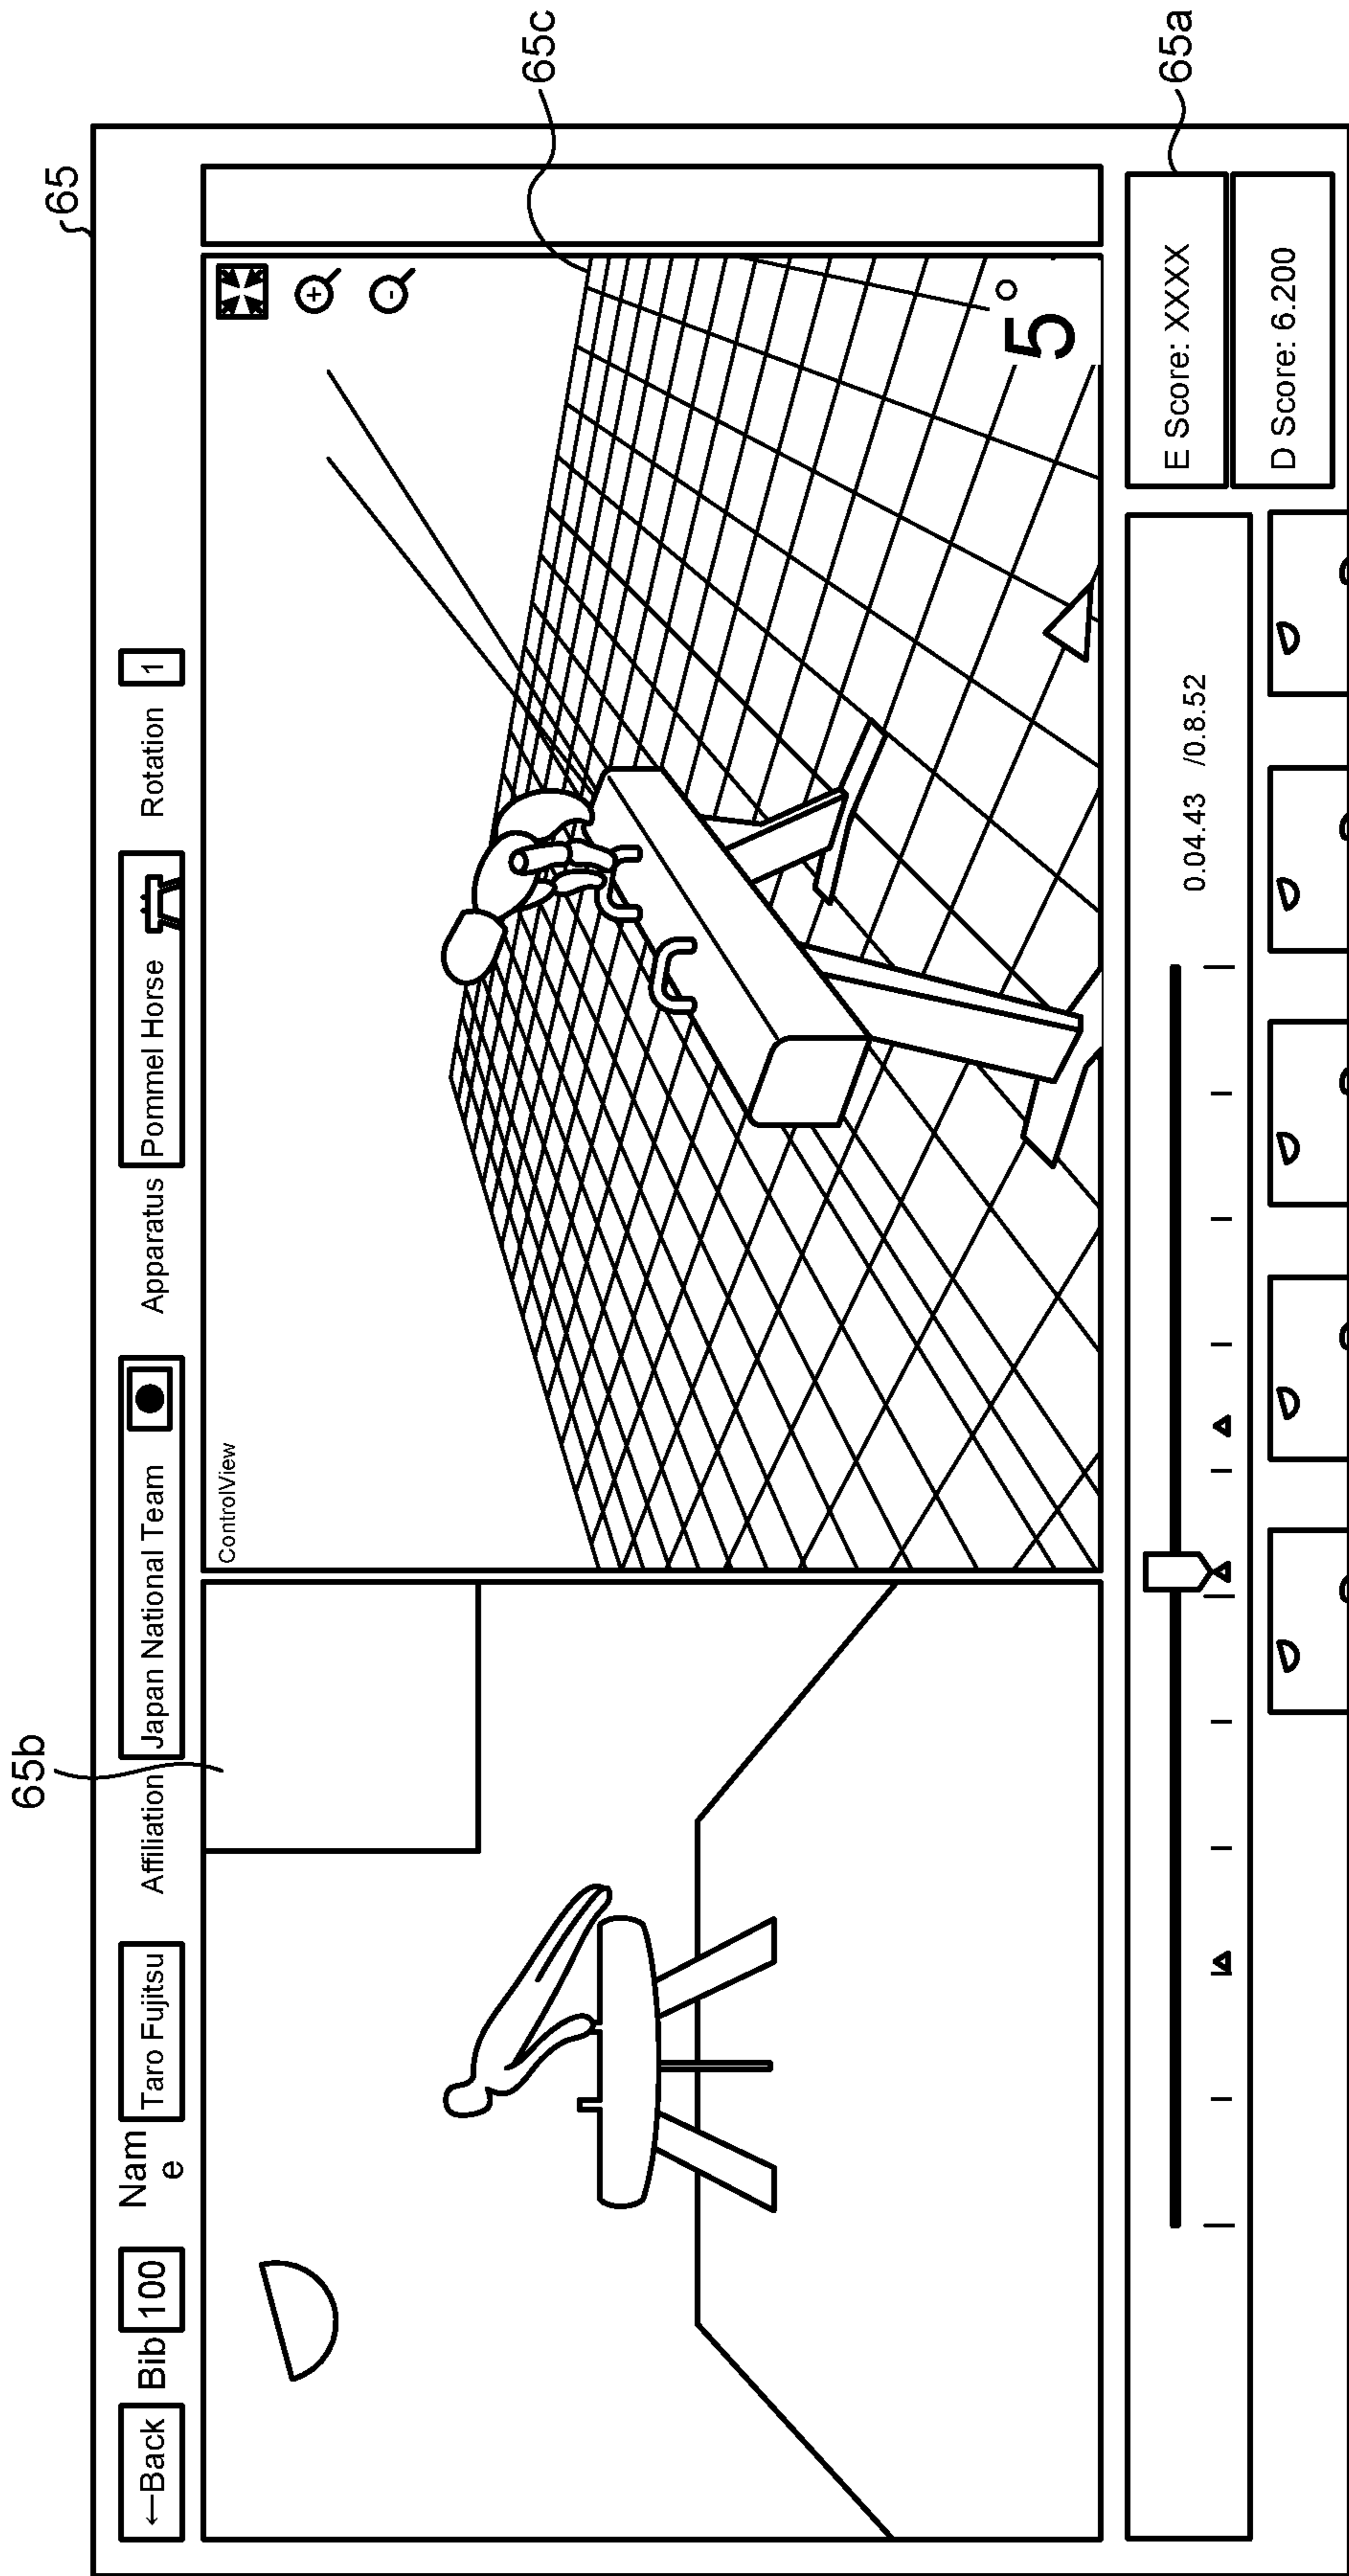 65
65b
65c
←Back Bib 100 Name Taro Fujitsu Affiliation Japan National Team Apparatus Pommel Horse Rotation 1
ControlView
+
-
5°
0.04.43 /0.8.52
E Score: XXXX
65a
D Score: 6.200